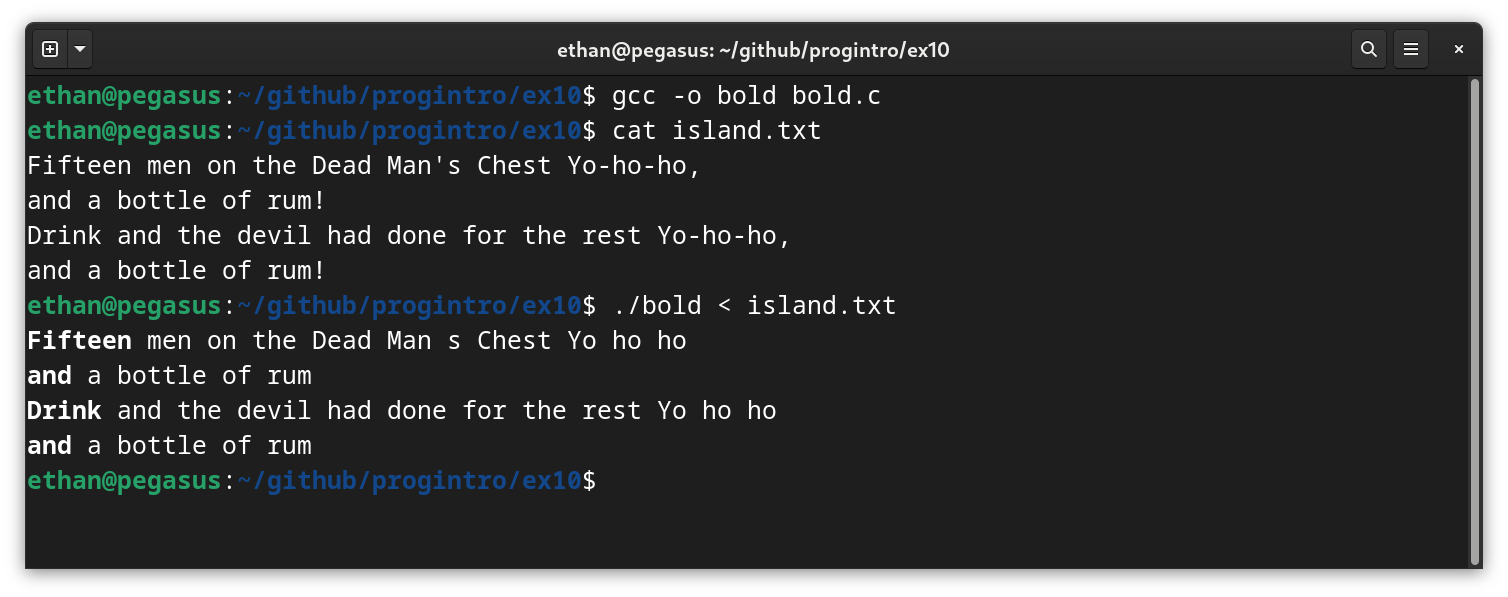 ethan@pegasus: ~/github/progintro/ex10
ethan@pegasus:~/github/progintro/ex10$ gcc -o bold bold.c
ethan@pegasus:~/github/progintro/ex10$ cat island.txt
Fifteen men on the Dead Man's Chest Yo-ho-ho,
and a bottle of rum!
Drink and the devil had done for the rest Yo-ho-ho,
and a bottle of rum!
ethan@pegasus:~/github/progintro/ex10$ ./bold < island.txt
Fifteen men on the Dead Man s Chest Yo ho ho
and a bottle of rum
Drink and the devil had done for the rest Yo ho ho
and a bottle of rum
ethan@pegasus:~/github/progintro/ex10$